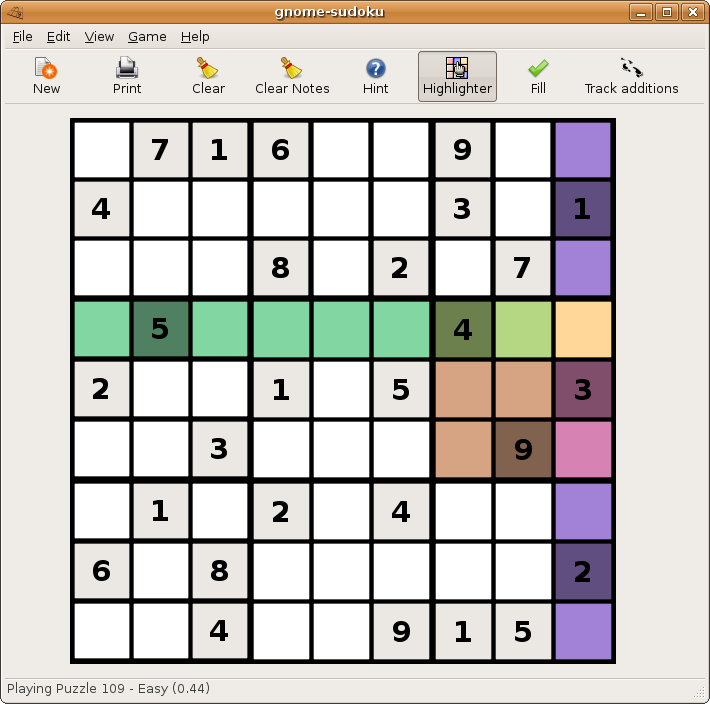 gnome-sudoku
File Edit View Game Help
New Print Clear Clear Notes Hint Highlighter Fill Track additions
7 1 6 9
4 3 1
8 2 7
5 4
2 1 5 3
3 9
1 2 4
6 8 2
4 9 1 5
Playing Puzzle 109 - Easy (0.44)